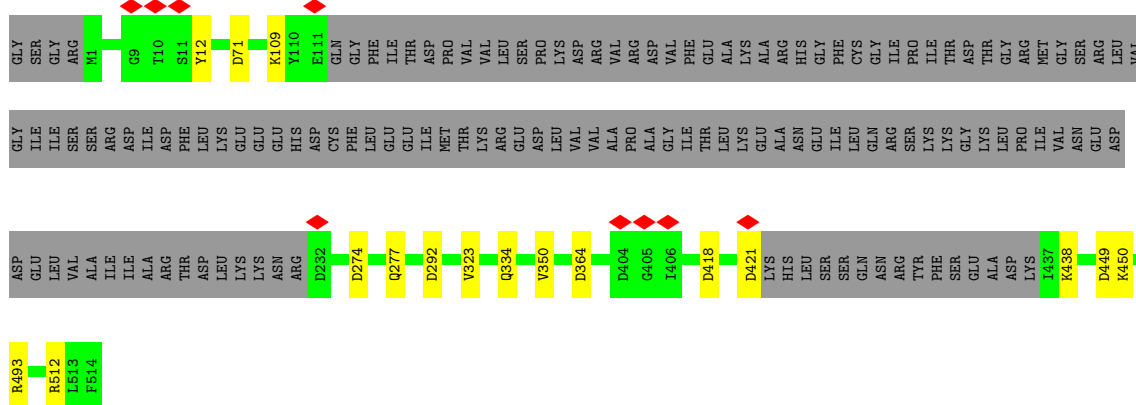 GLY SER GLY ARG M1 G9 T10 S11 Y12 D71 K109 Y110 E111 GLN GLY PHE ILE THR ASP PRO VAL VAL LEU SER PRO LYS ASP ARG VAL ARG ASP VAL PHE GLU ALA LYS ALA ARG HIS GLY PHE CYS GLY ILE PRO ILE THR ASP THR GLY ARG MET GLY SER ARG LEU VAL
GLY ILE ILE SER SER ARG ASP ILE ASP PHE LEU LYS GLU GLU GLU HIS ASP CYS PHE LEU GLU GLU ILE MET THR LYS ARG GLU ASP LEU VAL VAL ALA PRO ALA GLY ILE THR LEU LYS GLU ALA ASN GLU ILE LEU GLN ARG SER LYS LYS GLY LYS LEU PRO ILE VAL ASN GLU ASP
ASP GLU LEU VAL ALA ILE ILE ALA ARG THR ASP LEU LYS LYS ASN ARG D232 D274 Q277 D292 V323 Q334 V350 D364 D404 G405 I406 D418 D421 LYS HIS LEU SER SER GLN ASN ARG TYR PHE SER GLU ALA ASP LYS I437 K438 D449 K450
R493 R512 L513 F514